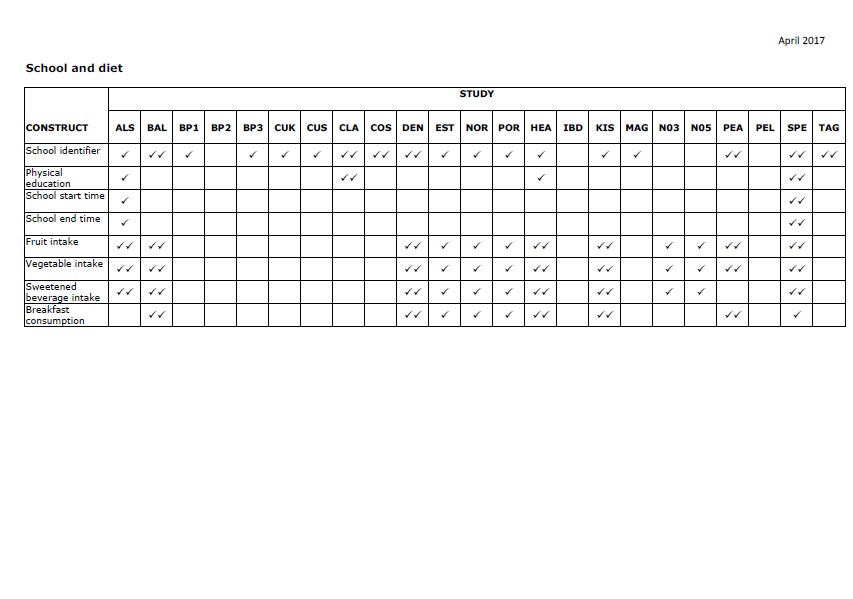 April 2017
School and diet
STUDY
CONSTRUCT ALS BAL BP1 BP2 BP3 CUK CUS CLA COS DEN EST NOR POR HEA IBD KIS MAG N03 N05 PEA PEL SPE TAG
School identifier ✓ ✓✓ ✓ ✓ ✓ ✓ ✓✓ ✓✓ ✓✓ ✓ ✓ ✓ ✓ ✓ ✓ ✓✓ ✓✓ ✓✓
Physical
education ✓ ✓✓ ✓ ✓✓
School start time ✓ ✓✓
School end time ✓ ✓✓
Fruit intake ✓✓ ✓✓ ✓✓ ✓ ✓ ✓ ✓✓ ✓✓ ✓ ✓ ✓✓ ✓✓
Vegetable intake ✓✓ ✓✓ ✓✓ ✓ ✓ ✓ ✓✓ ✓✓ ✓ ✓ ✓✓ ✓✓
Sweetened
beverage intake ✓✓ ✓✓ ✓✓ ✓ ✓ ✓ ✓✓ ✓✓ ✓ ✓ ✓✓
Breakfast
consumption ✓✓ ✓✓ ✓ ✓ ✓ ✓✓ ✓✓ ✓✓ ✓